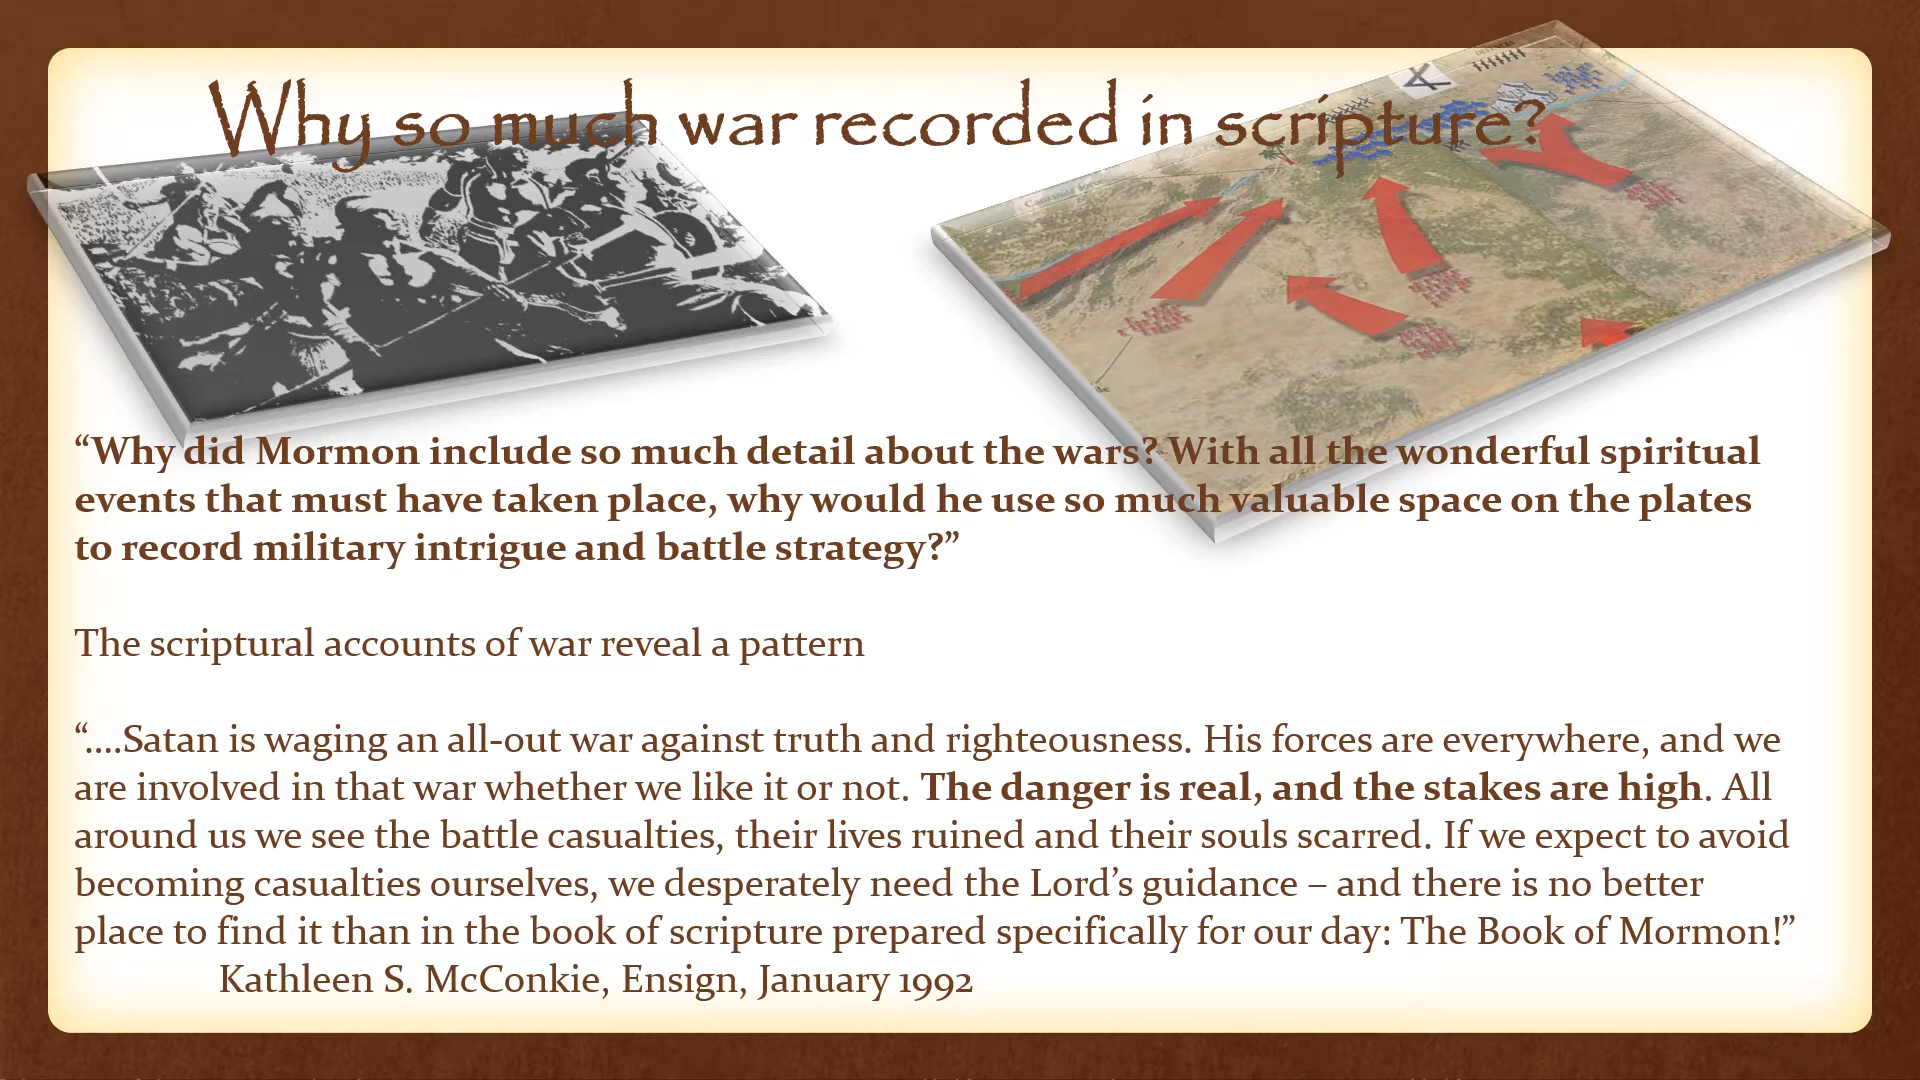 Why so much war recorded in scripture?
“Why did Mormon include so much detail about the wars? With all the wonderful spiritual
events that must have taken place, why would he use so much valuable space on the plates
to record military intrigue and battle strategy?”
The scriptural accounts of war reveal a pattern
“….Satan is waging an all-out war against truth and righteousness. His forces are everywhere, and we
are involved in that war whether we like it or not. The danger is real, and the stakes are high. All
around us we see the battle casualties, their lives ruined and their souls scarred. If we expect to avoid
becoming casualties ourselves, we desperately need the Lord’s guidance – and there is no better
place to find it than in the book of scripture prepared specifically for our day: The Book of Mormon!”
Kathleen S. McConkie, Ensign, January 1992